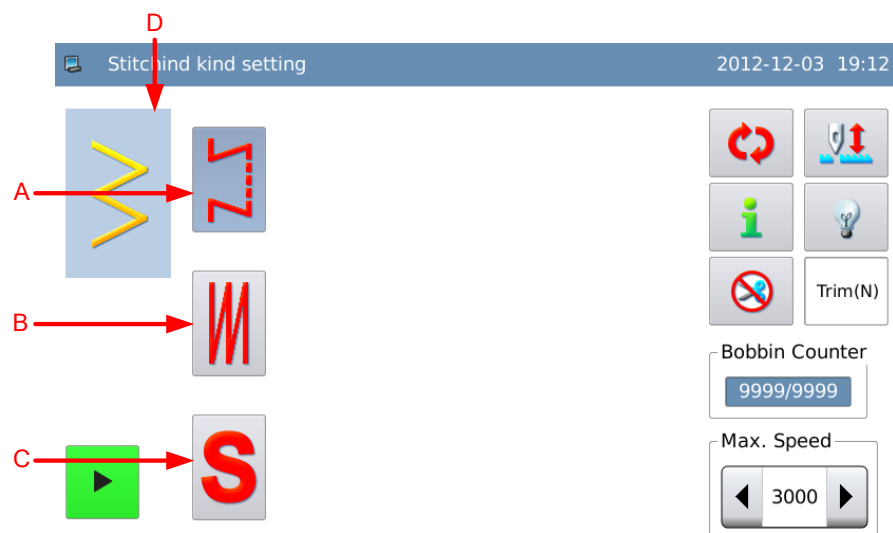 D
Stitchind kind setting 2012-12-03 19:12
A
B
Trim(N)
Bobbin Counter
9999/9999
C
S
Max. Speed
3000